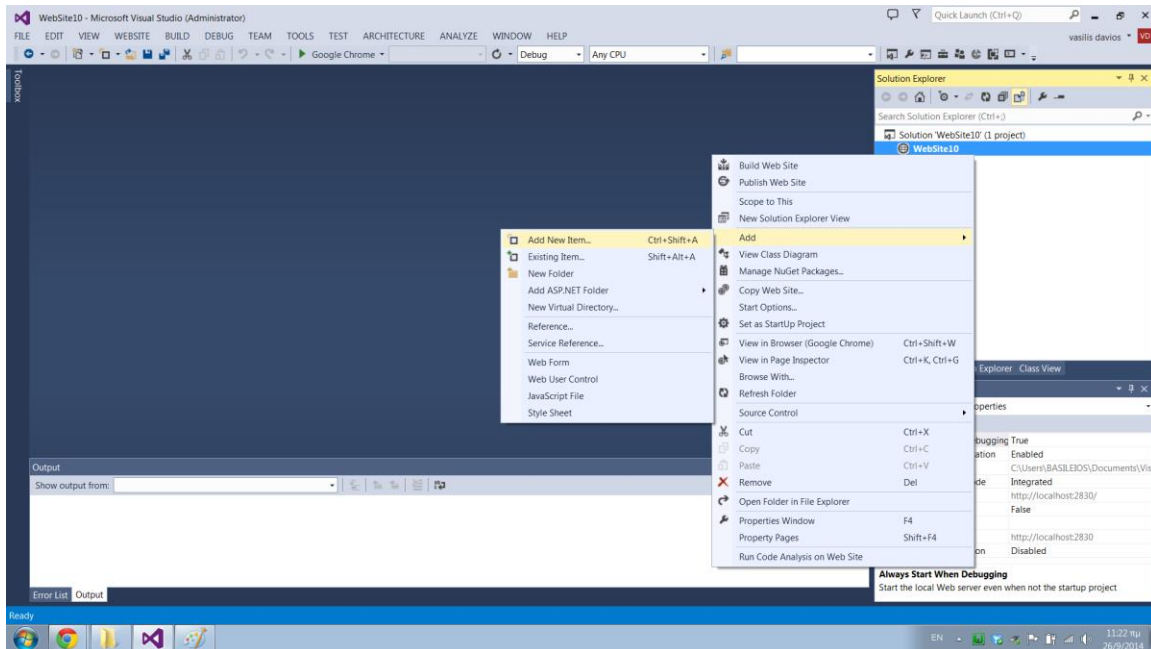 WebSite10 - Microsoft Visual Studio (Administrator)
Quick Launch (Ctrl+Q)
FILE EDIT VIEW WEBSITE BUILD DEBUG TEAM TOOLS TEST ARCHITECTURE ANALYZE WINDOW HELP
vasilis davios VD
Google Chrome
Debug
Any CPU
Toolbox
Solution Explorer
Search Solution Explorer (Ctrl+;)
Solution 'WebSite10' (1 project)
WebSite10
Build Web Site
Publish Web Site
Scope to This
New Solution Explorer View
Add
View Class Diagram
Manage NuGet Packages...
Copy Web Site...
Start Options...
Set as StartUp Project
View in Browser (Google Chrome) Ctrl+Shift+W
View in Page Inspector Ctrl+K, Ctrl+G
Browse With...
Refresh Folder
Source Control
Cut Ctrl+X
Copy Ctrl+C
Paste Ctrl+V
Remove Del
Open Folder in File Explorer
Properties Window F4
Property Pages Shift+F4
Run Code Analysis on Web Site
Add New Item... Ctrl+Shift+A
Existing Item... Shift+Alt+A
New Folder
Add ASP.NET Folder
New Virtual Directory...
Reference...
Service Reference...
Web Form
Web User Control
JavaScript File
Style Sheet
Explorer Class View
operties
bugging True
ation Enabled
C:\Users\BASILEIOS\Documents\Vis
de Integrated
http://localhost:2830/
False
http://localhost:2830
on Disabled
Always Start When Debugging
Start the local Web server even when not the startup project
Output
Show output from:
Error List Output
Ready
EN
11:22 πμ
26/9/2014